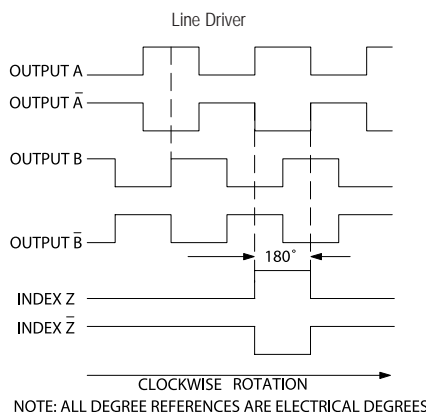 Line Driver
OUTPUT A
OUTPUT A̅
OUTPUT B
OUTPUT B̅
180°
INDEX Z
INDEX Z̅
CLOCKWISE ROTATION
NOTE: ALL DEGREE REFERENCES ARE ELECTRICAL DEGREES